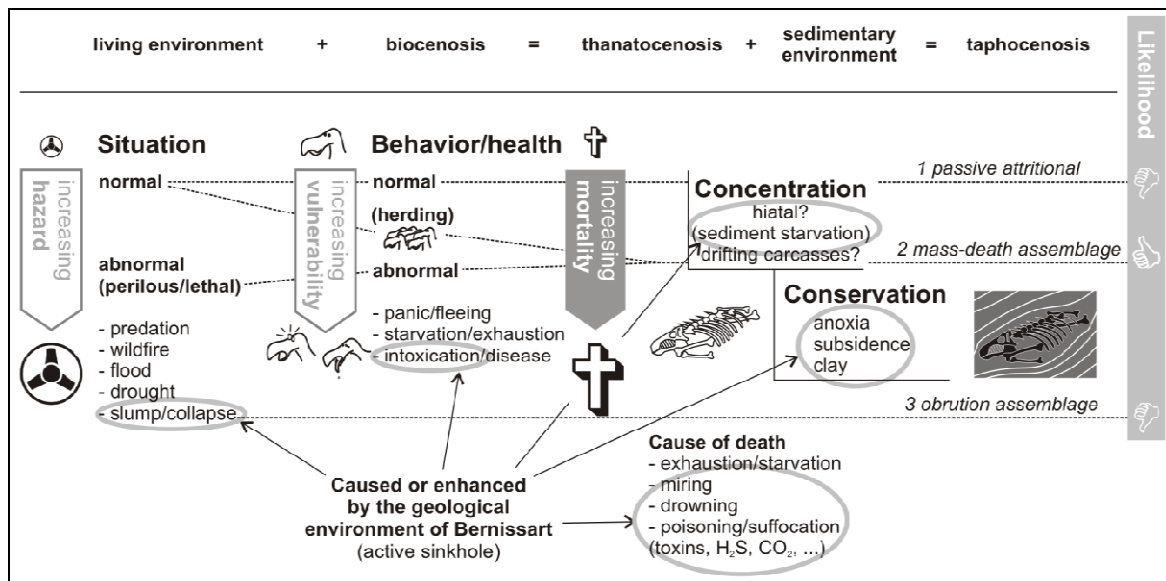 living environment + biocenosis = thanatocenosis + sedimentary environment = taphocenosis
Likelihood
Situation
Behavior/health
increasing hazard
normal
abnormal
(perilous/lethal)
- predation
- wildfire
- flood
- drought
- slump/collapse
increasing vulnerability
normal
(herding)
abnormal
- panic/fleeing
- starvation/exhaustion
- intoxication/disease
increasing mortality
Concentration
hiatal?
(sediment starvation)
drifting carcasses?
Conservation
anoxia
subsidence
clay
1 passive attritional
2 mass-death assemblage
3 obrution assemblage
Caused or enhanced
by the geological
environment of Bernissart
(active sinkhole)
Cause of death
- exhaustion/starvation
- miring
- drowning
- poisoning/suffocation
(toxins, H₂S, CO₂, ...)